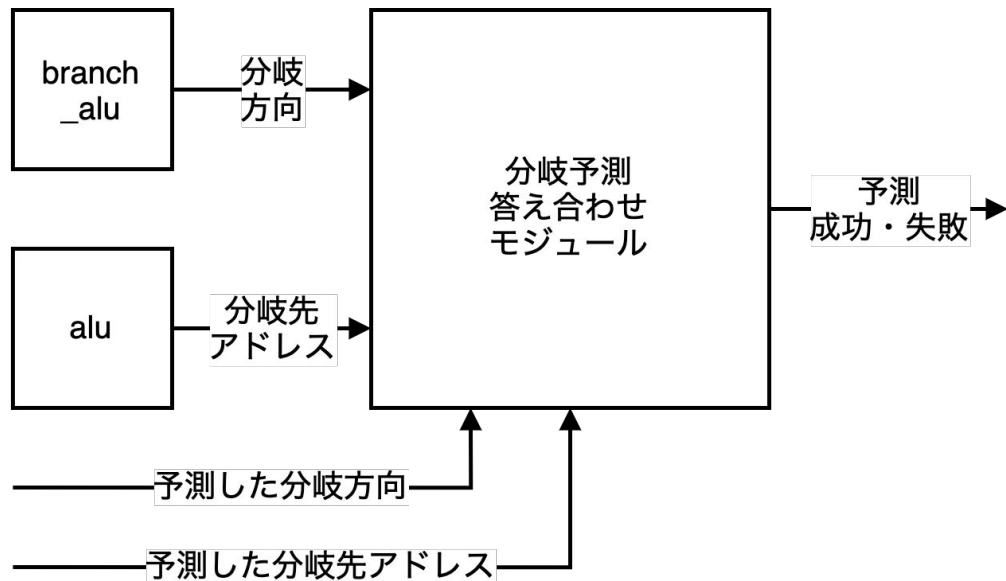 branch
_alu
分岐
方向
分岐予測
答え合わせ
モジュール
予測
成功・失敗
alu
分岐先
アドレス
予測した分岐方向
予測した分岐先アドレス